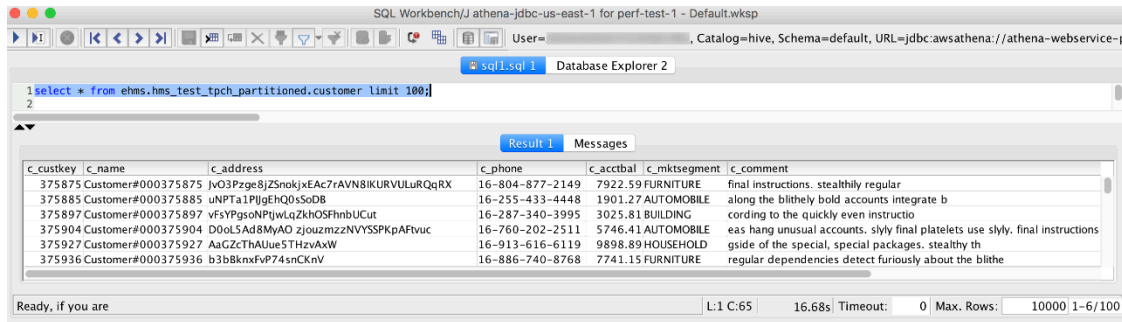 SQL Workbench/J athena-jdbc-us-east-1 for perf-test-1 - Default.wksp
User= , Catalog=hive, Schema=default, URL=jdbc:awsathena://athena-webservice-p
sql1.sql 1 Database Explorer 2
1 select * from ehms.hms_test_tpch_partitioned.customer limit 100;
2
Result 1 Messages
c_custkey c_name c_address c_phone c_acctbal c_mktsegment c_comment
375875 Customer#000375875 JvO3Pzge8jZSnokjxEAc7rAVN8IKURVULuRQqRX 16-804-877-2149 7922.59 FURNITURE final instructions. stealthily regular
375885 Customer#000375885 uNPTa1PlJgEhQ0sSoDB 16-255-433-4448 1901.27 AUTOMOBILE along the blithely bold accounts integrate b
375897 Customer#000375897 vFsYPgsoNPtjwLqZkhOSFhnbUCut 16-287-340-3995 3025.81 BUILDING cording to the quickly even instructio
375904 Customer#000375904 D0oL5Ad8MyAO zjouzmzzNVYSSPKpAFtvuc 16-760-202-2511 5746.41 AUTOMOBILE eas hang unusual accounts. slyly final platelets use slyly. final instructions
375927 Customer#000375927 AaGZcThAUue5THzvAxW 16-913-616-6119 9898.89 HOUSEHOLD gside of the special, special packages. stealthy th
375936 Customer#000375936 b3bBknxFvP74snCKnV 16-886-740-8768 7741.15 FURNITURE regular dependencies detect furiously about the blithe
Ready, if you are L:1 C:65 16.68s Timeout: 0 Max. Rows: 10000 1-6/100